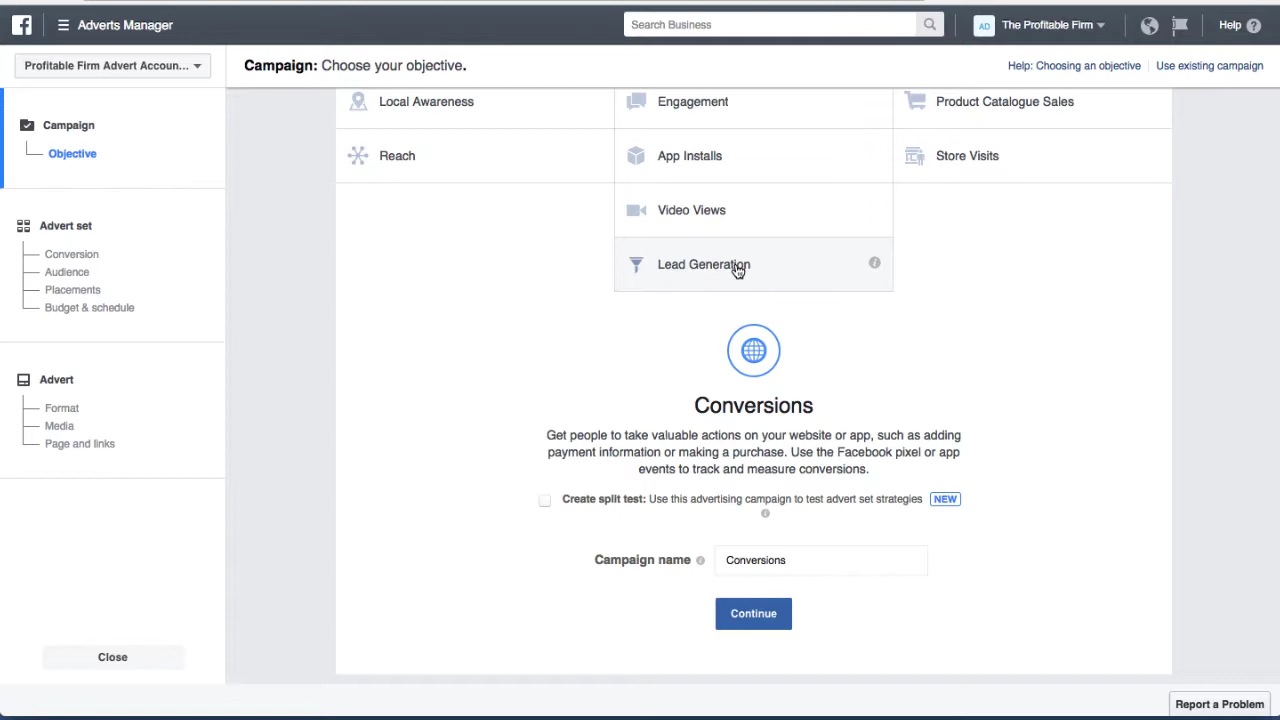 Adverts Manager
Search Business
AD
The Profitable Firm
Help
Profitable Firm Advert Accoun...
Campaign: Choose your objective.
Help: Choosing an objective
Use existing campaign
Campaign
Objective
Advert set
Conversion
Audience
Placements
Budget & schedule
Advert
Format
Media
Page and links
Close
Local Awareness
Engagement
Product Catalogue Sales
Reach
App Installs
Store Visits
Video Views
Lead Generation
Conversions
Get people to take valuable actions on your website or app, such as adding
payment information or making a purchase. Use the Facebook pixel or app
events to track and measure conversions.
Create split test: Use this advertising campaign to test advert set strategies NEW
Campaign name
Conversions
Continue
Report a Problem